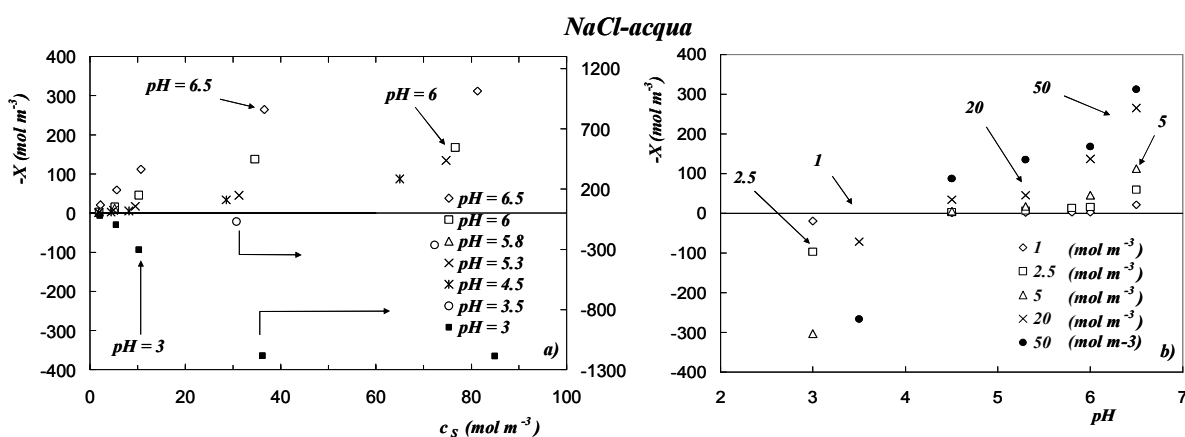 NaCl-acqua
a)
-X (mol m-3)
400
300
200
100
0
-100
-200
-300
-400
1200
700
200
-300
-800
-1300
0 20 40 60 80 100
c S (mol m-3)
pH = 6.5
pH = 6
pH = 3
pH = 6.5
pH = 6
pH = 5.8
pH = 5.3
pH = 4.5
pH = 3.5
pH = 3
a)
b)
-X (mol m-3)
400
300
200
100
0
-100
-200
-300
-400
2 3 4 5 6 7
pH
50
20
5
1
2.5
1 (mol m-3)
2.5 (mol m-3)
5 (mol m-3)
20 (mol m-3)
50 (mol m-3)
b)